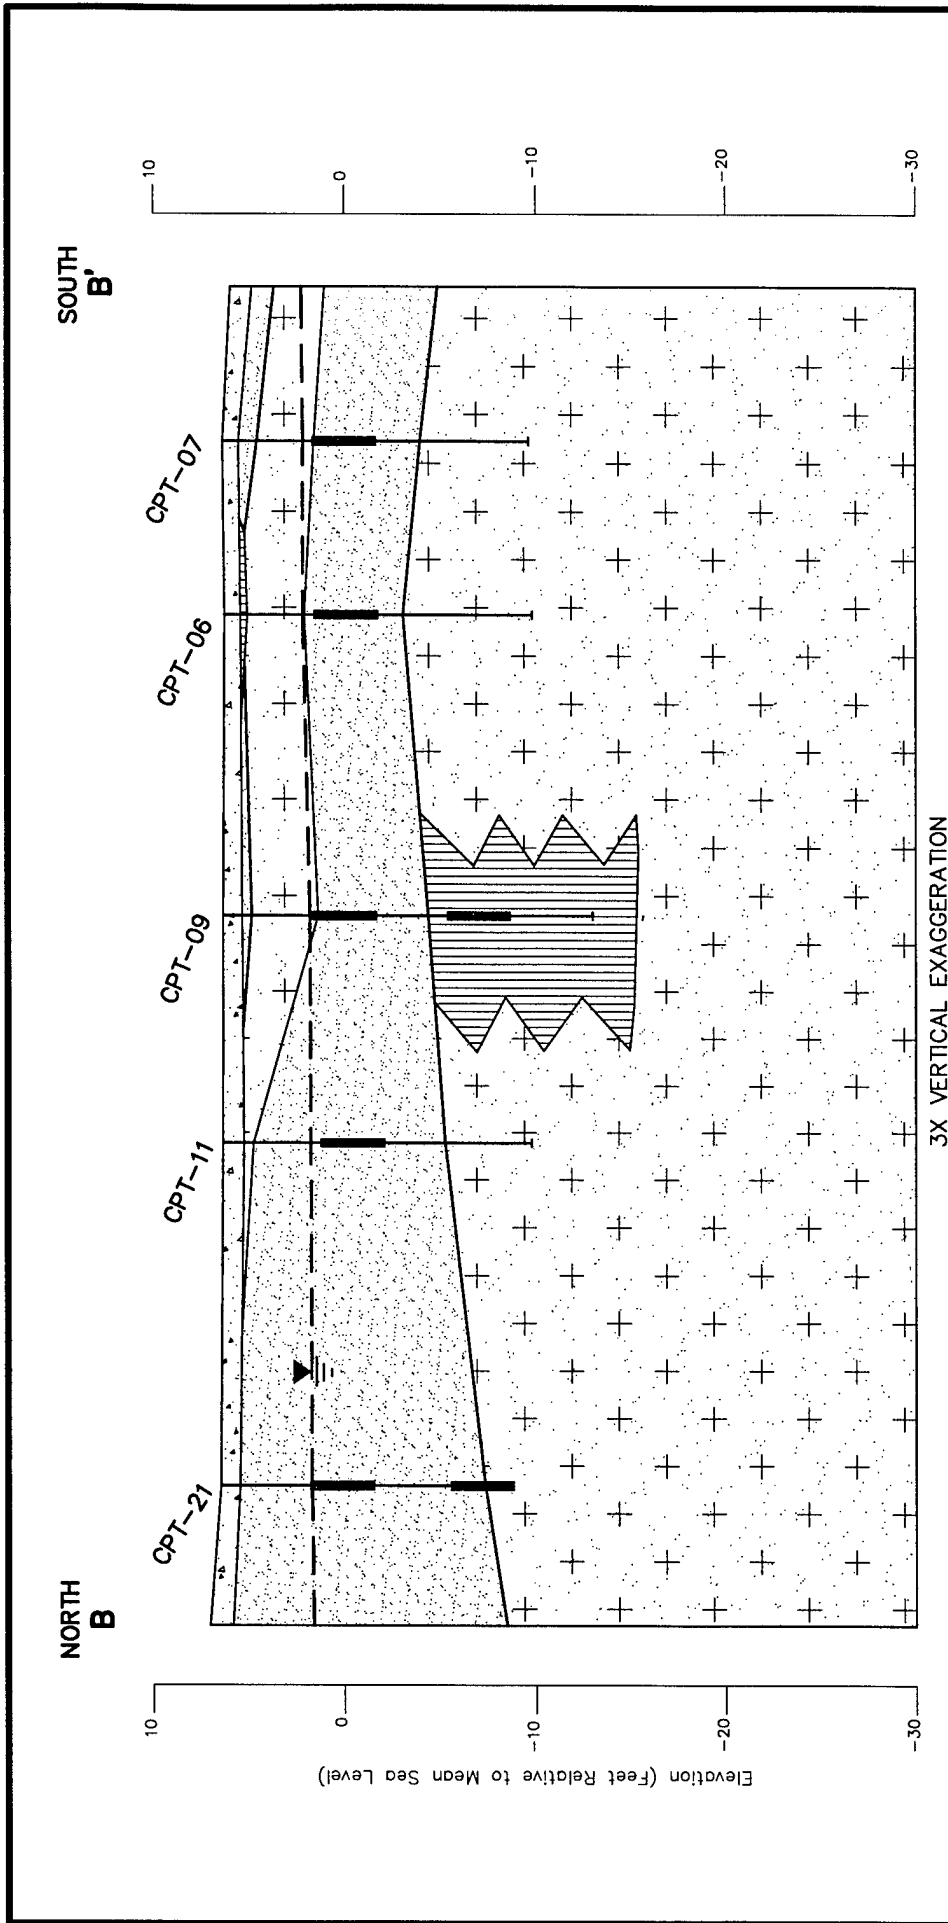 NORTH
B
SOUTH
B'
CPT-21
CPT-11
CPT-09
CPT-06
CPT-07
10
0
-10
-20
-30
Elevation (Feet Relative to Mean Sea Level)
10
0
-10
-20
-30
3X VERTICAL EXAGGERATION